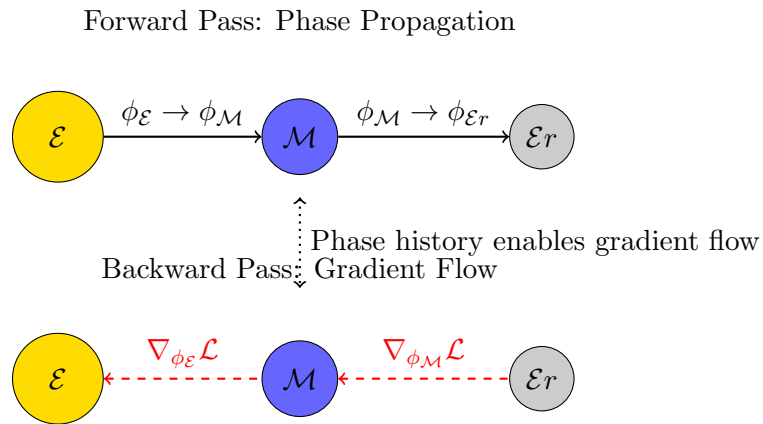 Forward Pass: Phase Propagation
ϕ_ℰ → ϕ_ℳ
ϕ_ℳ → ϕ_ℰr
ℰ
ℳ
ℰr
Phase history enables gradient flow
Backward Pass: Gradient Flow
∇_ϕ_ℰ ℒ
∇_ϕ_ℳ ℒ
ℰ
ℳ
ℰr